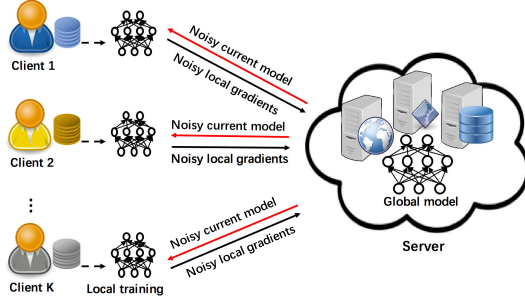 Client 1
Noisy current model
Noisy local gradients
Client 2
Noisy current model
Noisy local gradients
Global model
Server
Noisy current model
Noisy local gradients
Client K
Local training